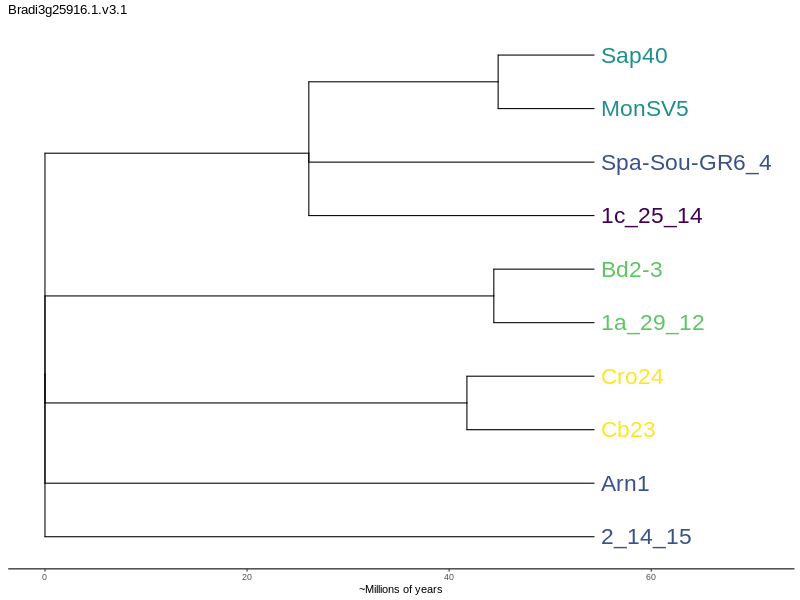 Bradi3g25916.1.v3.1
Sap40
MonSV5
Spa-Sou-GR6_4
1c_25_14
Bd2-3
1a_29_12
Cro24
Cb23
Arn1
2_14_15
0 20 40 60
~Millions of years